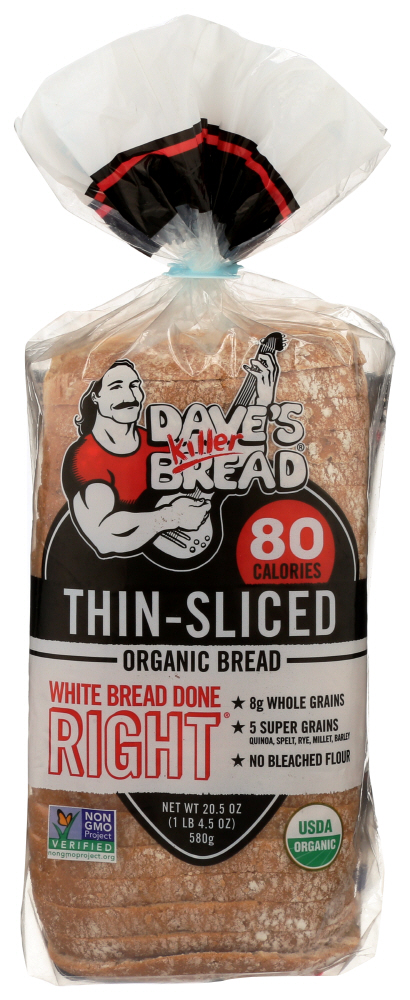 DAVE'S
Killer
BREAD®
80
CALORIES
THIN-SLICED
ORGANIC BREAD
WHITE BREAD DONE
RIGHT®
★ 8g WHOLE GRAINS
★ 5 SUPER GRAINS
QUINOA, SPELT, RYE, MILLET, BARLEY
★ NO BLEACHED FLOUR
NET WT 20.5 OZ
(1 LB 4.5 OZ)
580g
NON
GMO
Project
VERIFIED
nongmoproject.org
USDA
ORGANIC